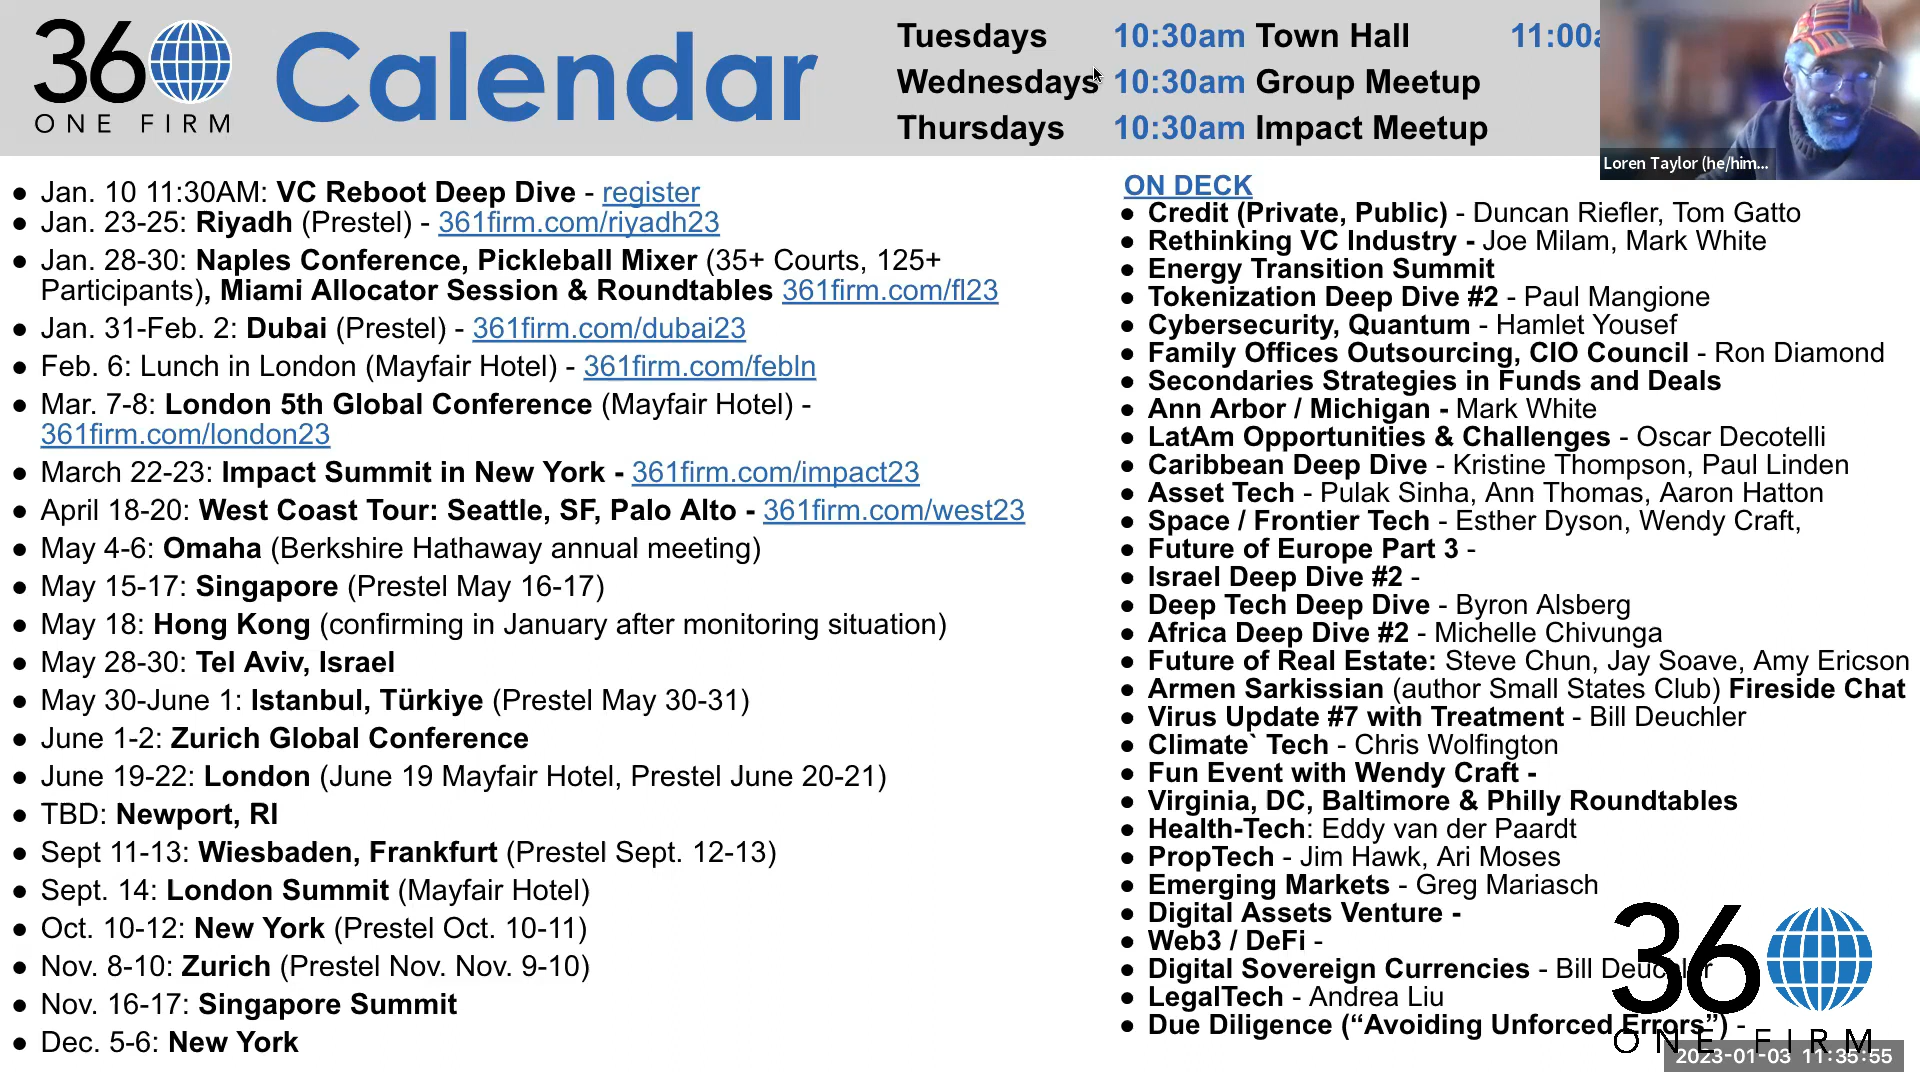 36
ONE FIRM
Calendar
Tuesdays 10:30am Town Hall 11:00a
Wednesdays 10:30am Group Meetup
Thursdays 10:30am Impact Meetup
Loren Taylor (he/him...
● Jan. 10 11:30AM: VC Reboot Deep Dive - register
● Jan. 23-25: Riyadh (Prestel) - 361firm.com/riyadh23
● Jan. 28-30: Naples Conference, Pickleball Mixer (35+ Courts, 125+
Participants), Miami Allocator Session & Roundtables 361firm.com/fl23
● Jan. 31-Feb. 2: Dubai (Prestel) - 361firm.com/dubai23
● Feb. 6: Lunch in London (Mayfair Hotel) - 361firm.com/febln
● Mar. 7-8: London 5th Global Conference (Mayfair Hotel) -
361firm.com/london23
● March 22-23: Impact Summit in New York - 361firm.com/impact23
● April 18-20: West Coast Tour: Seattle, SF, Palo Alto - 361firm.com/west23
● May 4-6: Omaha (Berkshire Hathaway annual meeting)
● May 15-17: Singapore (Prestel May 16-17)
● May 18: Hong Kong (confirming in January after monitoring situation)
● May 28-30: Tel Aviv, Israel
● May 30-June 1: Istanbul, Türkiye (Prestel May 30-31)
● June 1-2: Zurich Global Conference
● June 19-22: London (June 19 Mayfair Hotel, Prestel June 20-21)
● TBD: Newport, RI
● Sept 11-13: Wiesbaden, Frankfurt (Prestel Sept. 12-13)
● Sept. 14: London Summit (Mayfair Hotel)
● Oct. 10-12: New York (Prestel Oct. 10-11)
● Nov. 8-10: Zurich (Prestel Nov. Nov. 9-10)
● Nov. 16-17: Singapore Summit
● Dec. 5-6: New York
ON DECK
● Credit (Private, Public) - Duncan Riefler, Tom Gatto
● Rethinking VC Industry - Joe Milam, Mark White
● Energy Transition Summit
● Tokenization Deep Dive #2 - Paul Mangione
● Cybersecurity, Quantum - Hamlet Yousef
● Family Offices Outsourcing, CIO Council - Ron Diamond
● Secondaries Strategies in Funds and Deals
● Ann Arbor / Michigan - Mark White
● LatAm Opportunities & Challenges - Oscar Decotelli
● Caribbean Deep Dive - Kristine Thompson, Paul Linden
● Asset Tech - Pulak Sinha, Ann Thomas, Aaron Hatton
● Space / Frontier Tech - Esther Dyson, Wendy Craft,
● Future of Europe Part 3 -
● Israel Deep Dive #2 -
● Deep Tech Deep Dive - Byron Alsberg
● Africa Deep Dive #2 - Michelle Chivunga
● Future of Real Estate: Steve Chun, Jay Soave, Amy Ericson
● Armen Sarkissian (author Small States Club) Fireside Chat
● Virus Update #7 with Treatment - Bill Deuchler
● Climate` Tech - Chris Wolfington
● Fun Event with Wendy Craft -
● Virginia, DC, Baltimore & Philly Roundtables
● Health-Tech: Eddy van der Paardt
● PropTech - Jim Hawk, Ari Moses
● Emerging Markets - Greg Mariasch
● Digital Assets Venture -
● Web3 / DeFi -
● Digital Sovereign Currencies - Bill Deuchler
● LegalTech - Andrea Liu
● Due Diligence (“Avoiding Unforced Errors”) -
36
ONE FIRM
2023-01-03 11:35:55